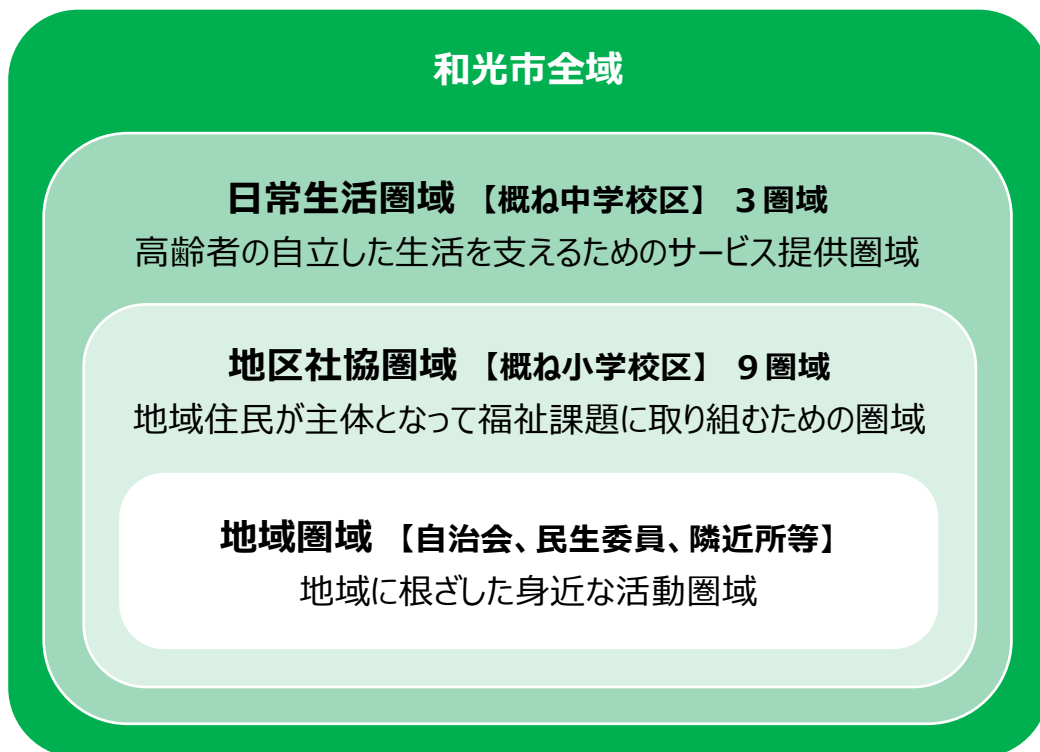 和光市全域
日常生活圏域 【概ね中学校区】 3圏域
高齢者の自立した生活を支えるためのサービス提供圏域
地区社協圏域 【概ね小学校区】 9圏域
地域住民が主体となって福祉課題に取り組むための圏域
地域圏域 【自治会、民生委員、隣近所等】
地域に根ざした身近な活動圏域